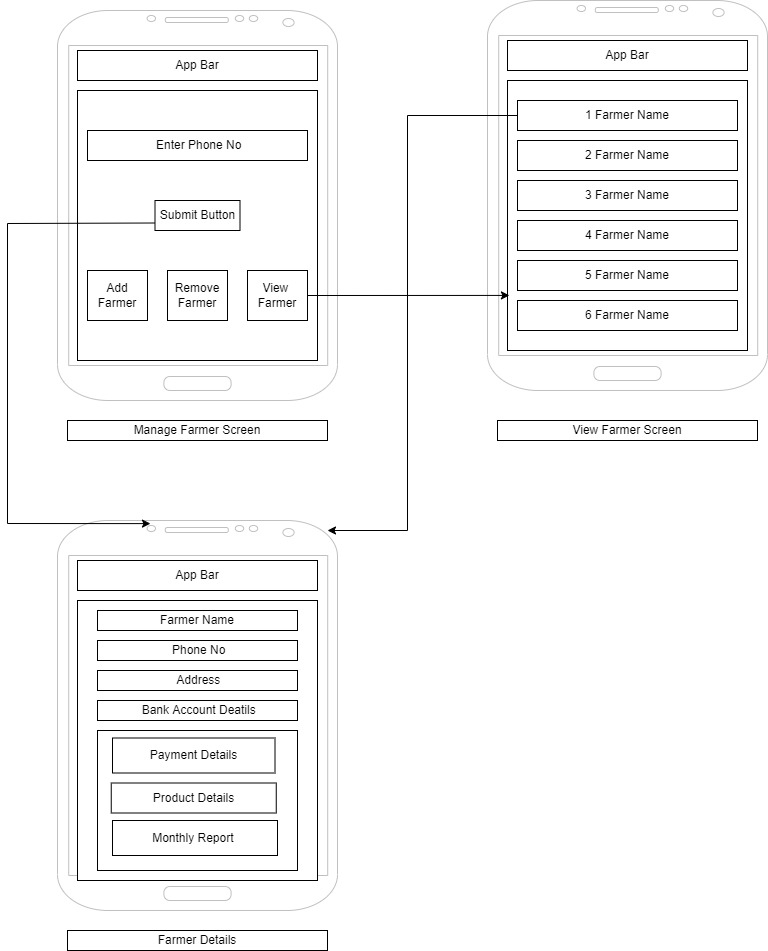 App Bar
Enter Phone No
Submit Button
Add
Farmer
Remove
Farmer
View
Farmer
Manage Farmer Screen
App Bar
1 Farmer Name
2 Farmer Name
3 Farmer Name
4 Farmer Name
5 Farmer Name
6 Farmer Name
View Farmer Screen
App Bar
Farmer Name
Phone No
Address
Bank Account Deatils
Payment Details
Product Details
Monthly Report
Farmer Details